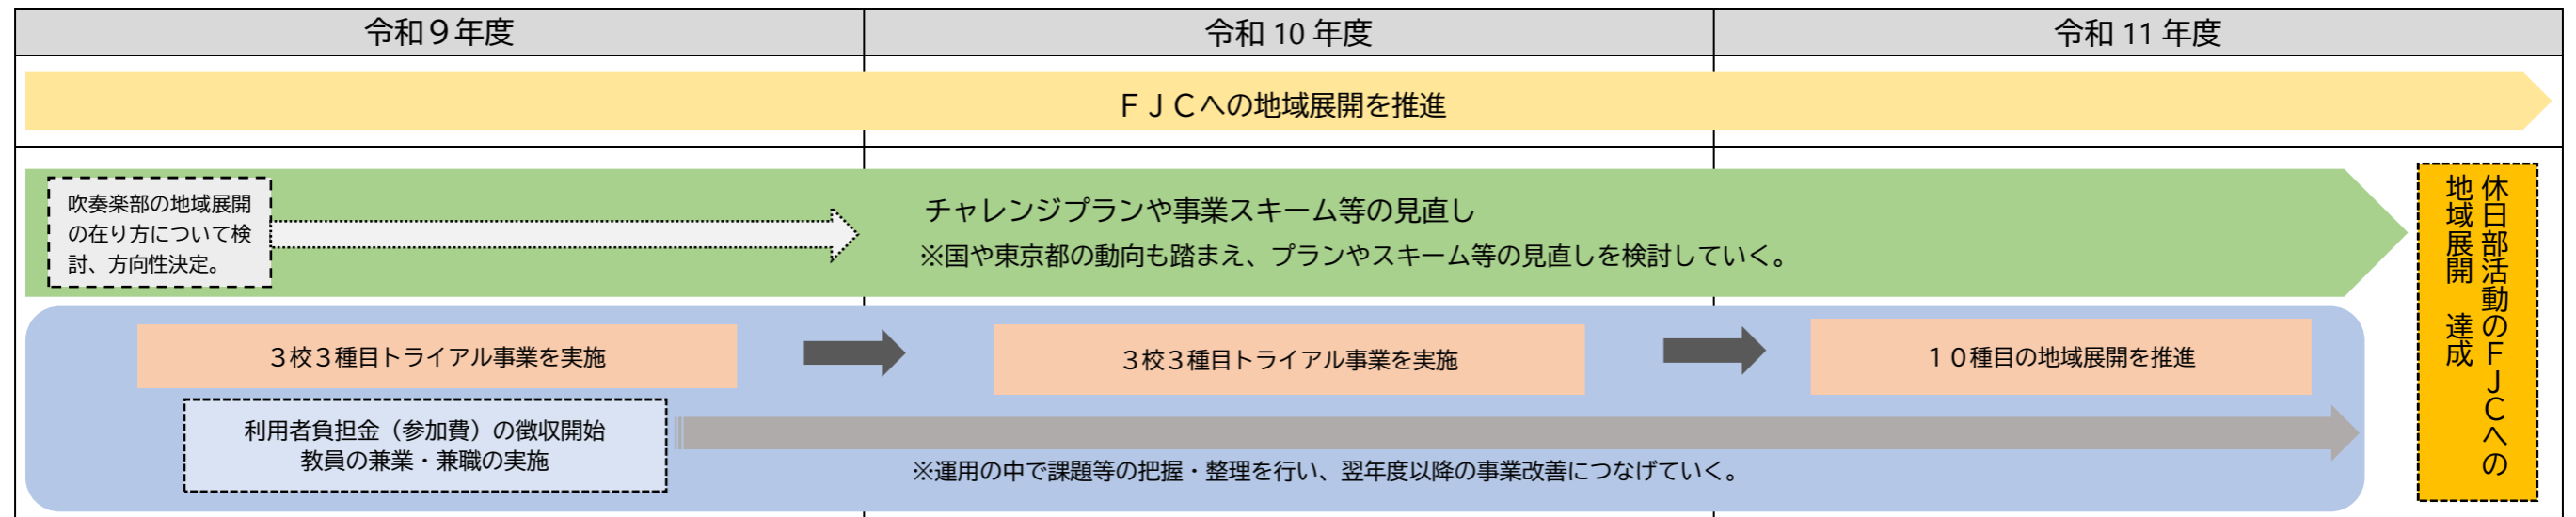 令和９年度
令和 10 年度
令和 11 年度
ＦＪＣへの地域展開を推進
吹奏楽部の地域展開
の在り方について検
討、方向性決定。
チャレンジプランや事業スキーム等の見直し
※国や東京都の動向も踏まえ、プランやスキーム等の見直しを検討していく。
３校３種目トライアル事業を実施
３校３種目トライアル事業を実施
１０種目の地域展開を推進
利用者負担金（参加費）の徴収開始
教員の兼業・兼職の実施
※運用の中で課題等の把握・整理を行い、翌年度以降の事業改善につなげていく。
休日部活動のＦＪＣへの
地域展開　達成